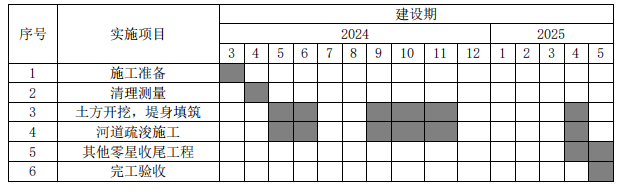 序号 实施项目 建设期
2024 2025
3 4 5 6 7 8 9 10 11 12 1 2 3 4 5
1 施工准备
2 清理测量
3 土方开挖，堤身填筑
4 河道疏浚施工
5 其他零星收尾工程
6 完工验收